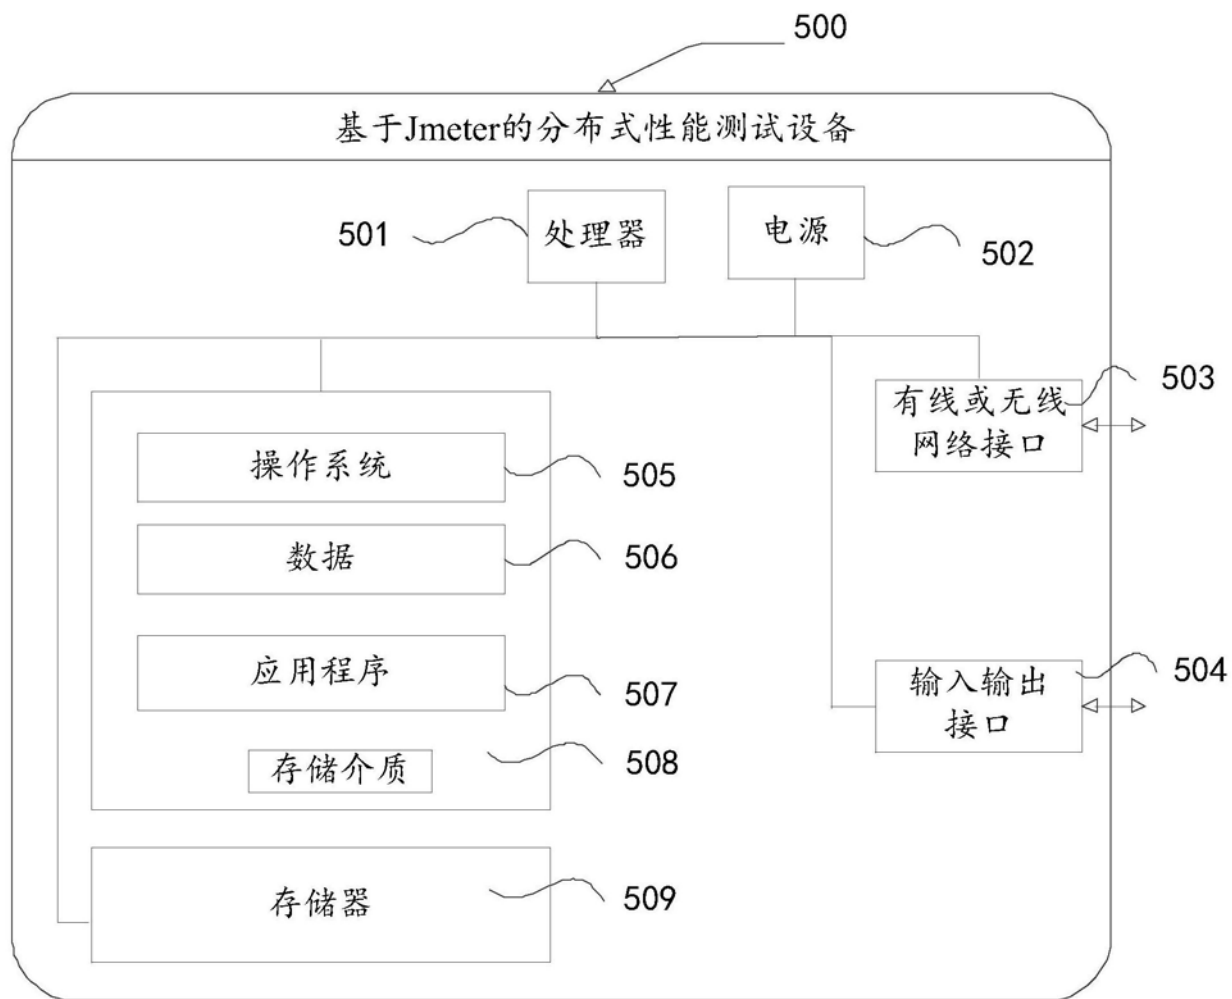 500
基于Jmeter的分布式性能测试设备
501
处理器
电源
502
有线或无线
网络接口
503
操作系统
505
数据
506
应用程序
507
输入输出
接口
504
存储介质
508
存储器
509